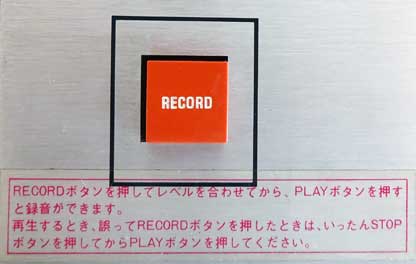 RECORD
RECORDボタンを押してレベルを合わせてから、PLAYボタンを押す
と録音ができます。
再生するとき、誤ってRECORDボタンを押したときは、いったんSTOP
ボタンを押してからPLAYボタンを押してください。